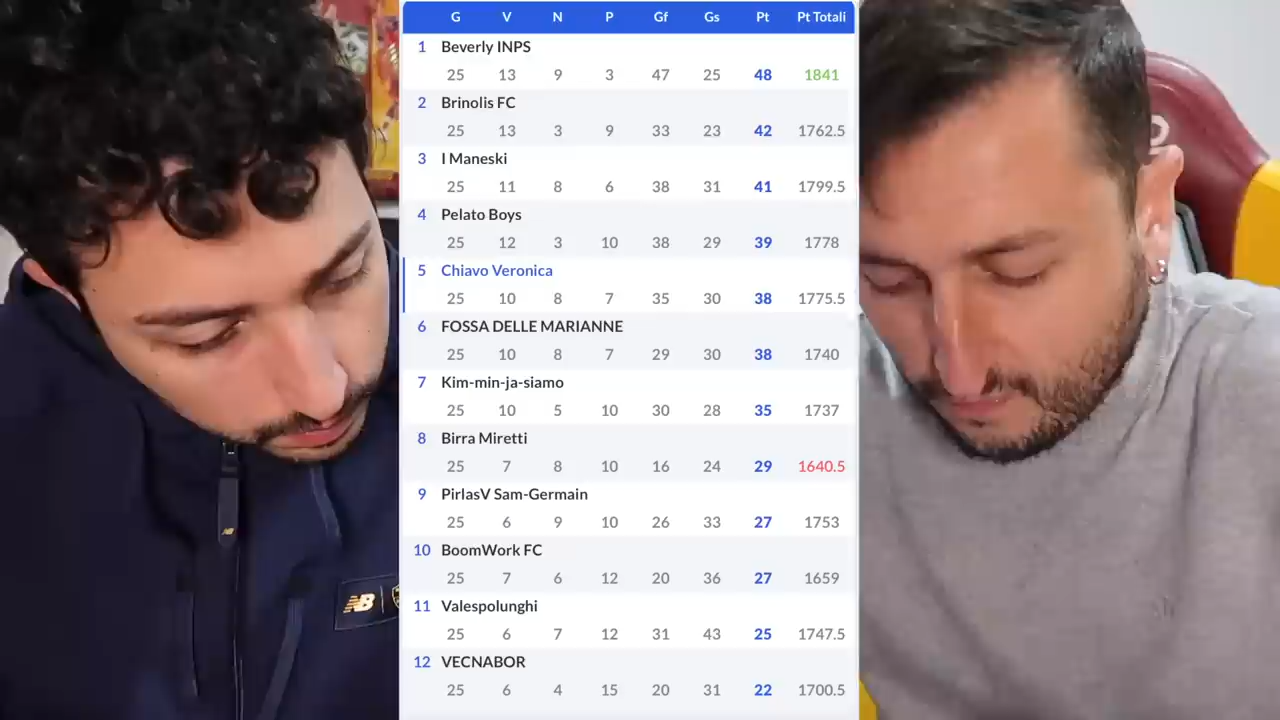 G V N P Gf Gs Pt Pt Totali
1 Beverly INPS
25 13 9 3 47 25 48 1841
2 Brinolis FC
25 13 3 9 33 23 42 1762.5
3 I Maneski
25 11 8 6 38 31 41 1799.5
4 Pelato Boys
25 12 3 10 38 29 39 1778
5 Chiavo Veronica
25 10 8 7 35 30 38 1775.5
6 FOSSA DELLE MARIANNE
25 10 8 7 29 30 38 1740
7 Kim-min-ja-siamo
25 10 5 10 30 28 35 1737
8 Birra Miretti
25 7 8 10 16 24 29 1640.5
9 PirlasV Sam-Germain
25 6 9 10 26 33 27 1753
10 BoomWork FC
25 7 6 12 20 36 27 1659
11 Valespolunghi
25 6 7 12 31 43 25 1747.5
12 VECNABOR
25 6 4 15 20 31 22 1700.5
NB
NB